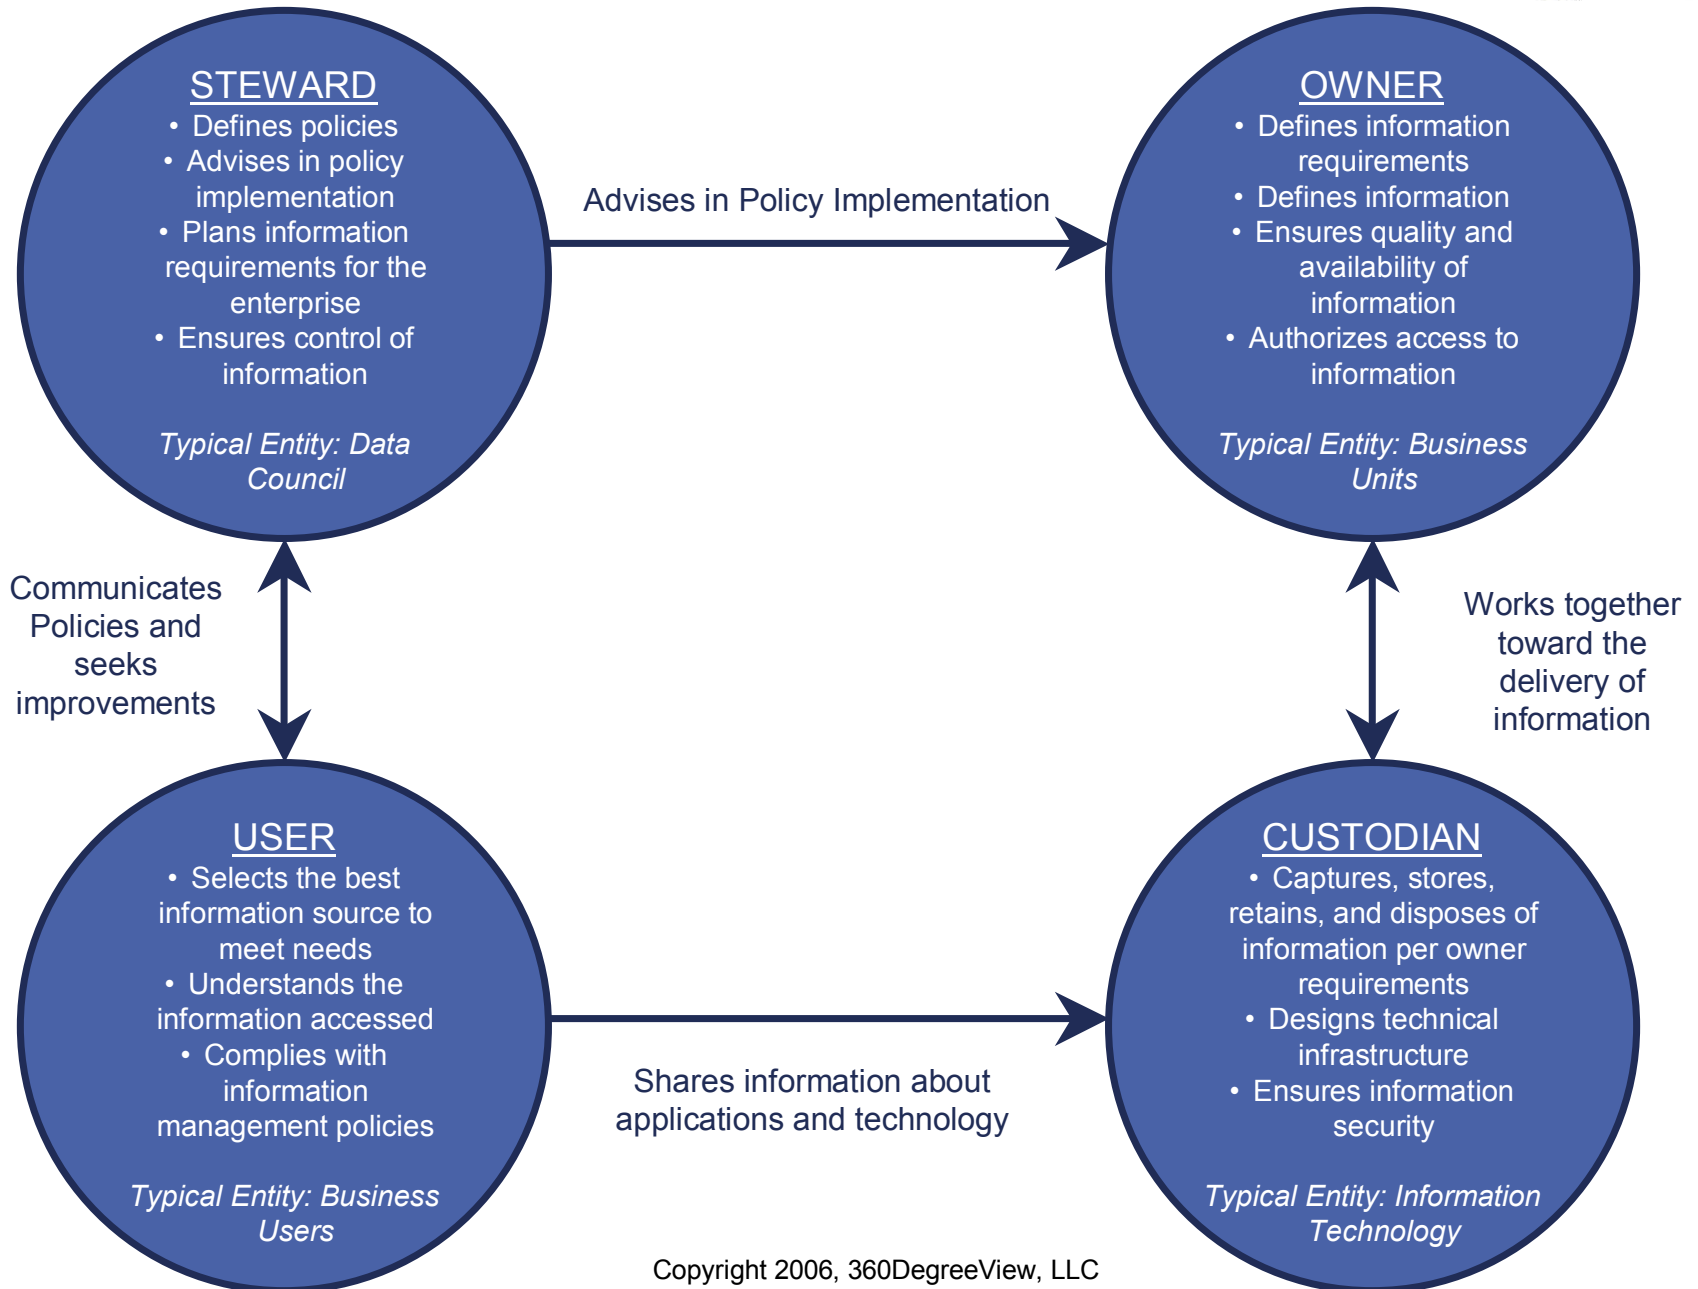 STEWARD
• Defines policies
• Advises in policy
implementation
• Plans information
requirements for the
enterprise
• Ensures control of
information
Typical Entity: Data
Council
Advises in Policy Implementation
OWNER
• Defines information
requirements
• Defines information
• Ensures quality and
availability of
information
• Authorizes access to
information
Typical Entity: Business
Units
Communicates
Policies and
seeks
improvements
Works together
toward the
delivery of
information
USER
• Selects the best
information source to
meet needs
• Understands the
information accessed
• Complies with
information
management policies
Typical Entity: Business
Users
Shares information about
applications and technology
CUSTODIAN
• Captures, stores,
retains, and disposes of
information per owner
requirements
• Designs technical
infrastructure
• Ensures information
security
Typical Entity: Information
Technology
Copyright 2006, 360DegreeView, LLC